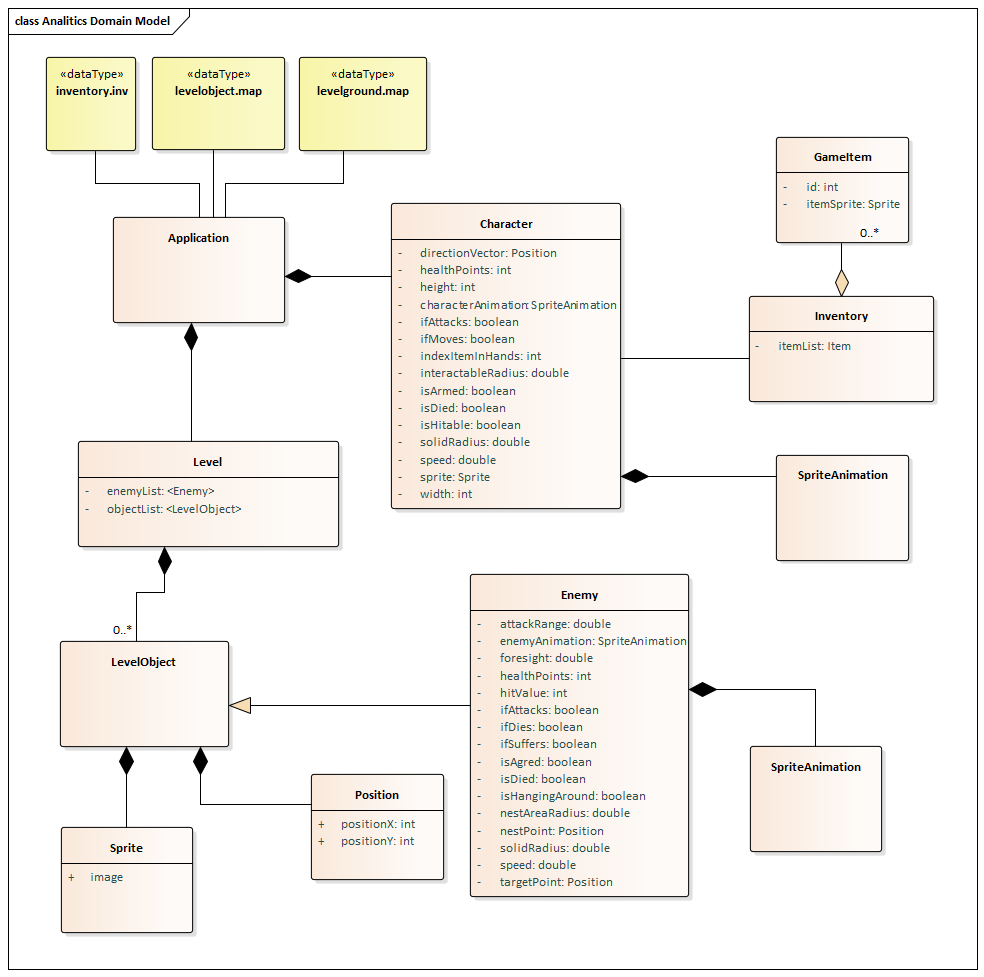 class Analitics Domain Model
«dataType»
inventory.inv
«dataType»
levelobject.map
«dataType»
levelground.map
Application
Character
- directionVector: Position
- healthPoints: int
- height: int
- characterAnimation: SpriteAnimation
- ifAttacks: boolean
- ifMoves: boolean
- indexItemInHands: int
- interactableRadius: double
- isArmed: boolean
- isDied: boolean
- isHitable: boolean
- solidRadius: double
- speed: double
- sprite: Sprite
- width: int
GameItem
- id: int
- itemSprite: Sprite
0..*
Inventory
- itemList: Item
SpriteAnimation
Level
- enemyList: <Enemy>
- objectList: <LevelObject>
0..*
LevelObject
Enemy
- attackRange: double
- enemyAnimation: SpriteAnimation
- foresight: double
- healthPoints: int
- hitValue: int
- ifAttacks: boolean
- ifDies: boolean
- ifSuffers: boolean
- isAgred: boolean
- isDied: boolean
- isHangingAround: boolean
- nestAreaRadius: double
- nestPoint: Position
- solidRadius: double
- speed: double
- targetPoint: Position
SpriteAnimation
Position
+ positionX: int
+ positionY: int
Sprite
+ image